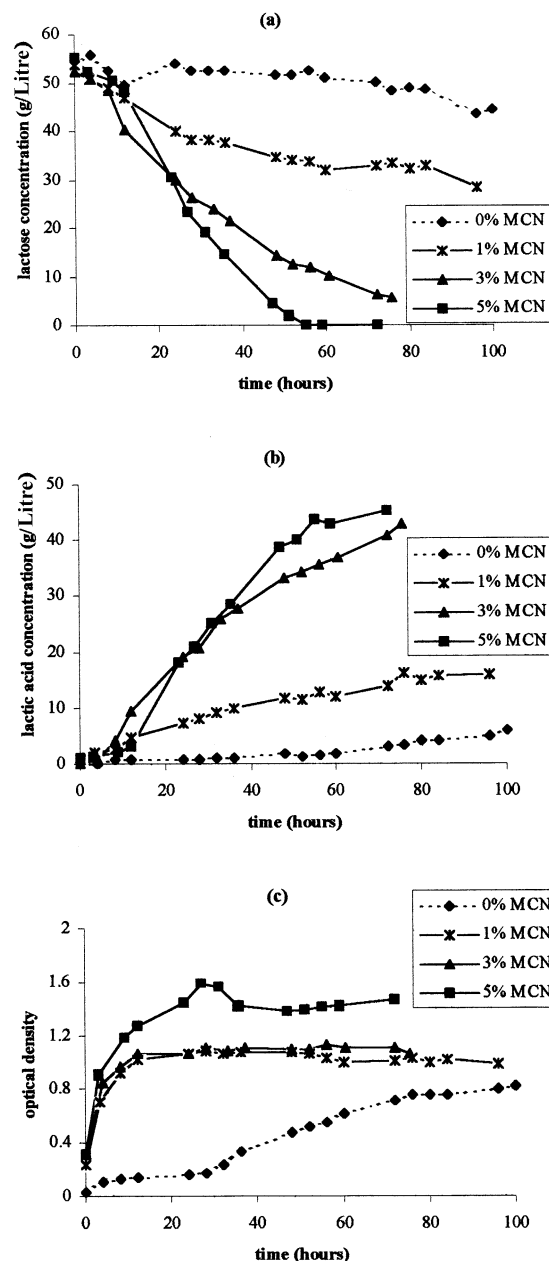 (a)
lactose concentration (g/Litre)
60
50
40
30
20
10
0
0 20 40 60 80 100
time (hours)
0% MCN
1% MCN
3% MCN
5% MCN
(b)
lactic acid concentration (g/Litre)
50
40
30
20
10
0
0 20 40 60 80 100
time (hours)
0% MCN
1% MCN
3% MCN
5% MCN
(c)
optical density
2
1.6
1.2
0.8
0.4
0
0 20 40 60 80 100
time (hours)
0% MCN
1% MCN
3% MCN
5% MCN